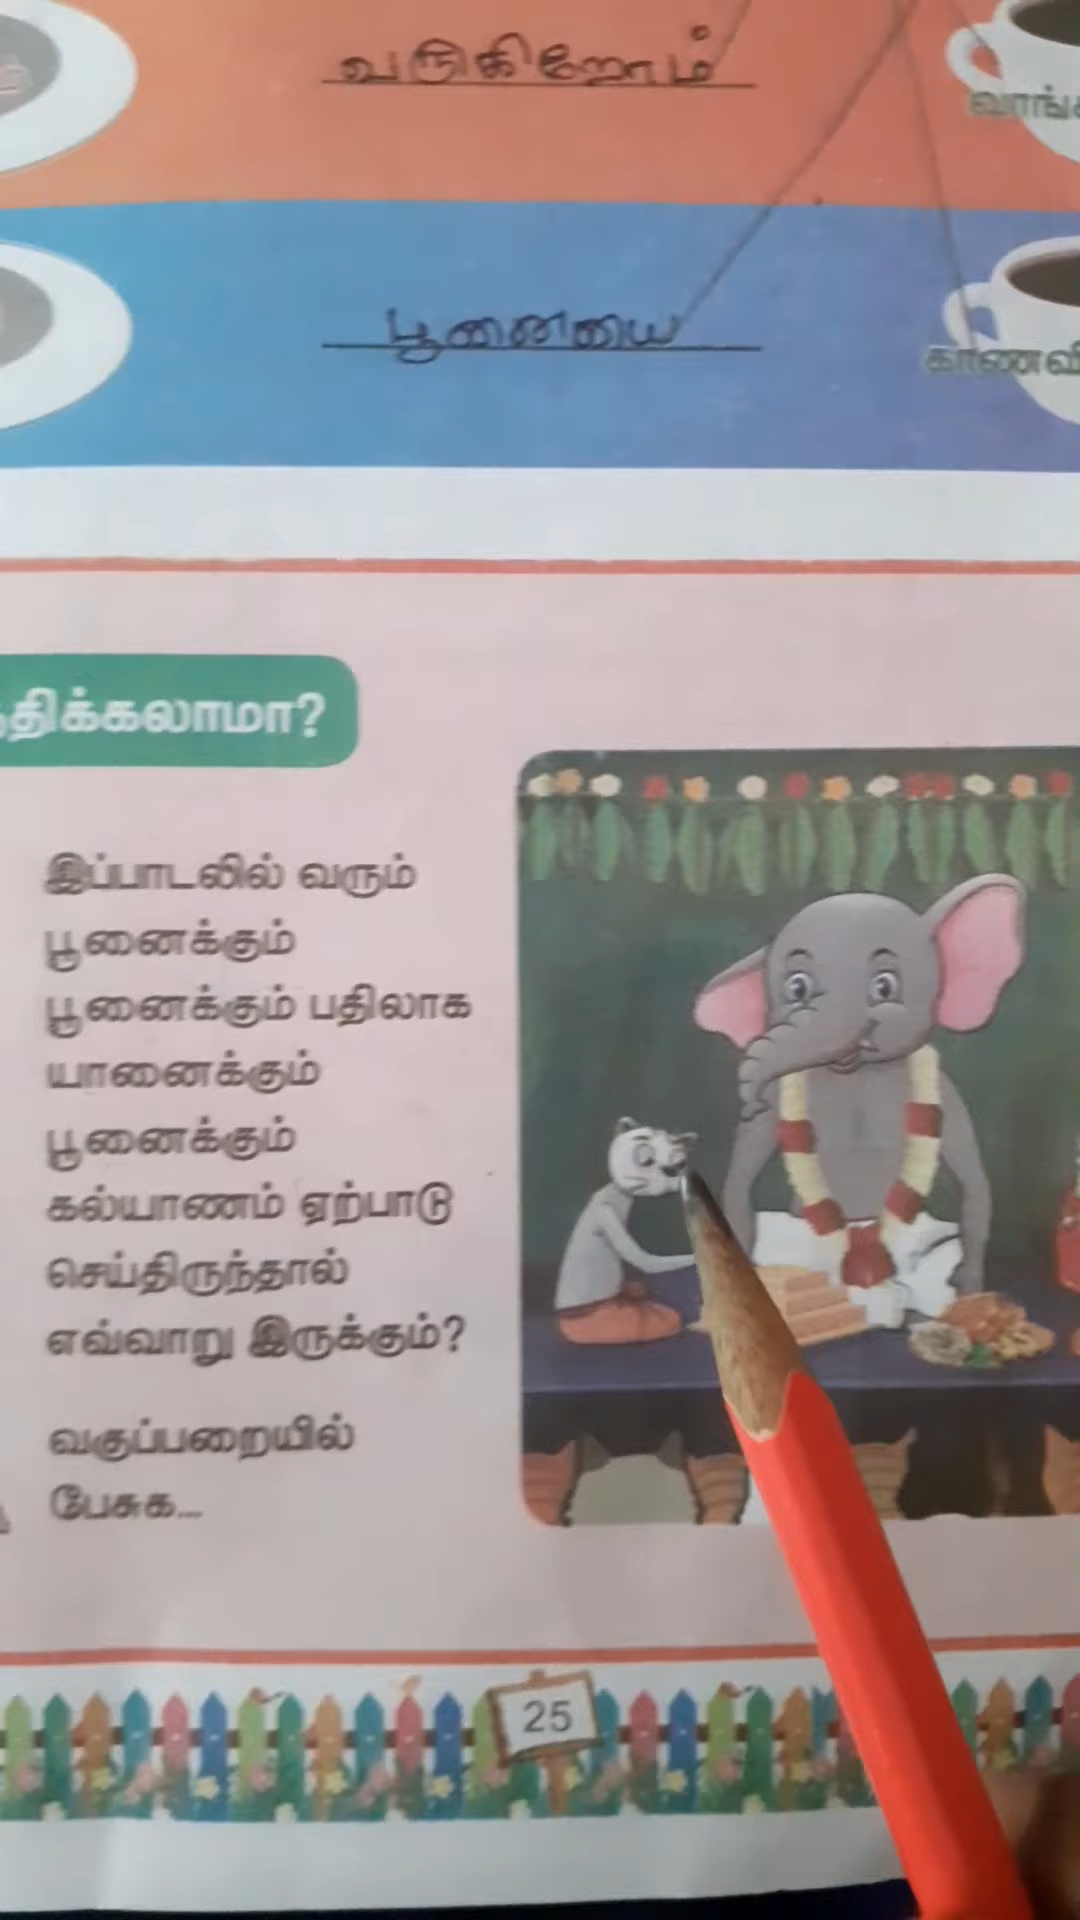 வருகிறோம்
பூனையை
திக்கலாமா?
இப்பாடலில் வரும்
பூனைக்கும்
பூனைக்கும் பதிலாக
யானைக்கும்
பூனைக்கும்
கல்யாணம் ஏற்பாடு
செய்திருந்தால்
எவ்வாறு இருக்கும்?
வகுப்பறையில்
பேசுக...
25